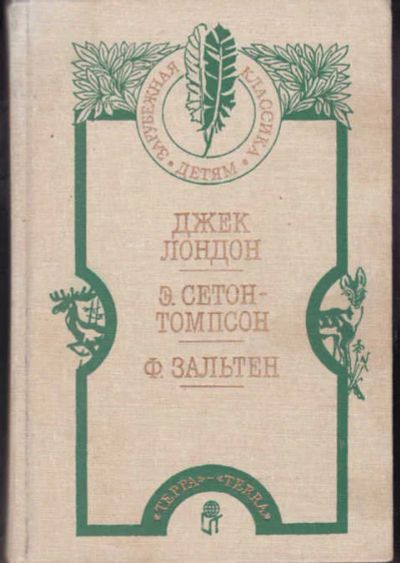 ЗАРУБЕЖНАЯ КЛАССИКА
• ДЕТЯМ •
ДЖЕК
ЛОНДОН
Э. СЕТОН-
ТОМПСОН
Ф. ЗАЛЬТЕН
«ТЕРРА»–«TERRA»